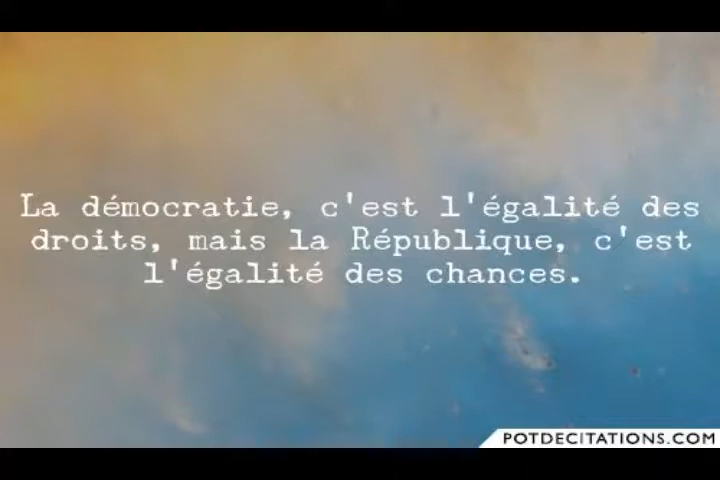 La démocratie, c'est l'égalité des
droits, mais la République, c'est
l'égalité des chances.
POTDECITATIONS.COM